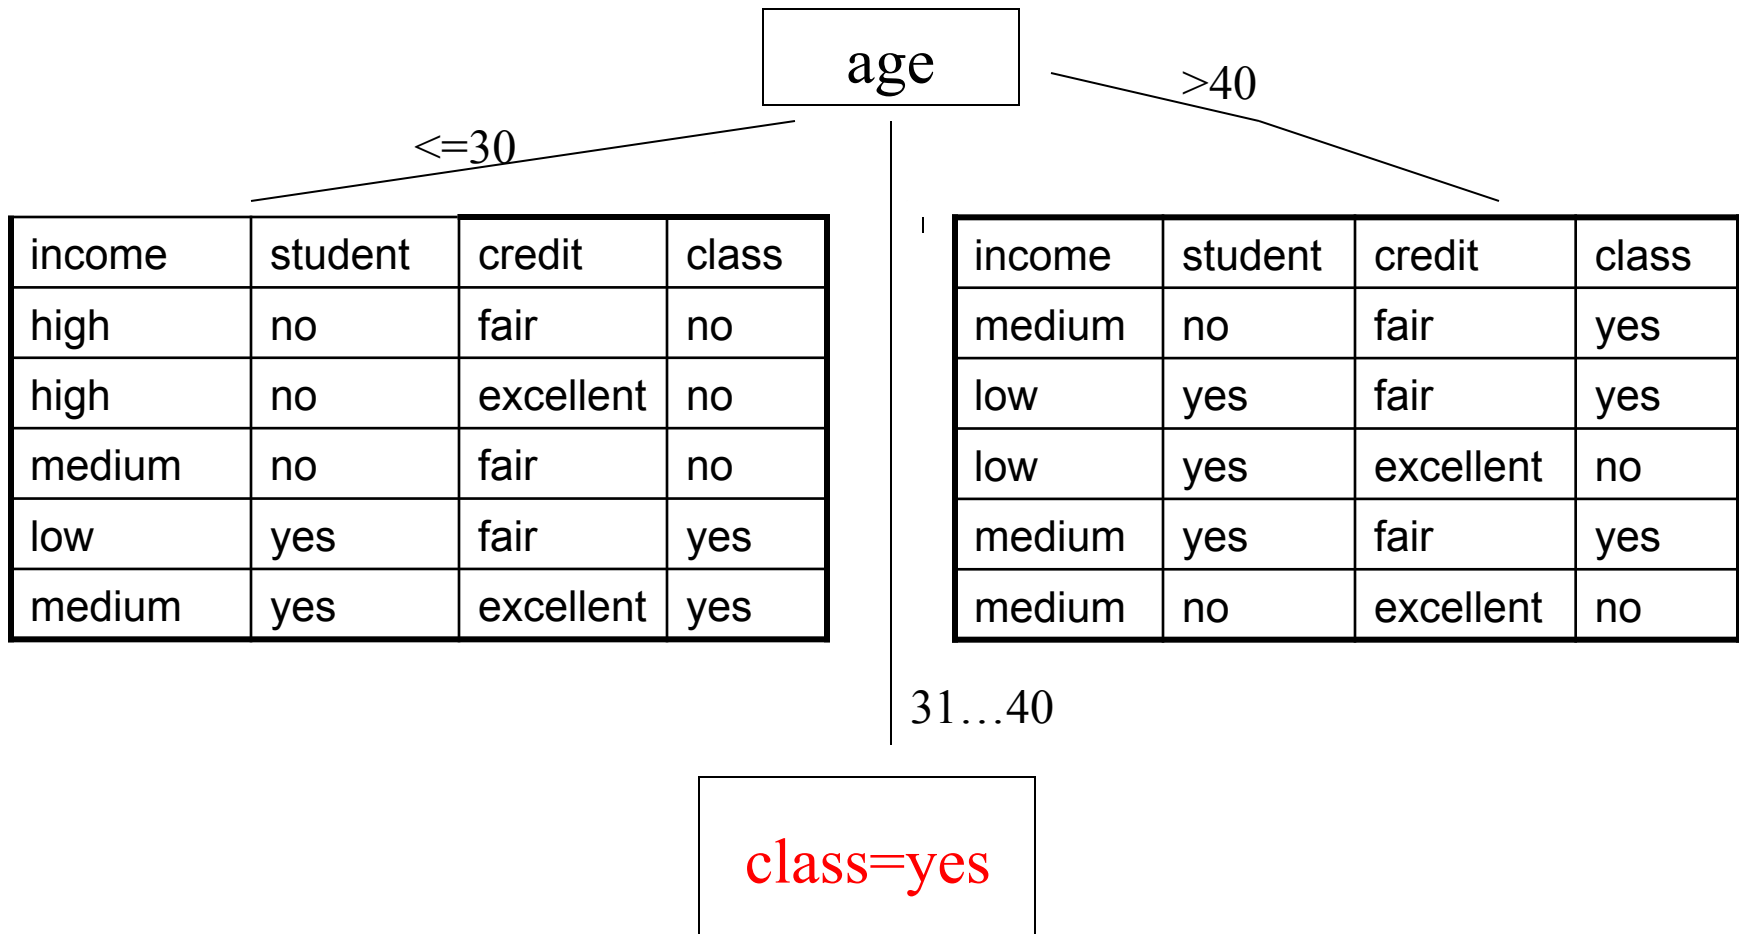 age
<=30
>40
income student credit class
high no fair no
high no excellent no
medium no fair no
low yes fair yes
medium yes excellent yes
income student credit class
medium no fair yes
low yes fair yes
low yes excellent no
medium yes fair yes
medium no excellent no
31…40
class=yes